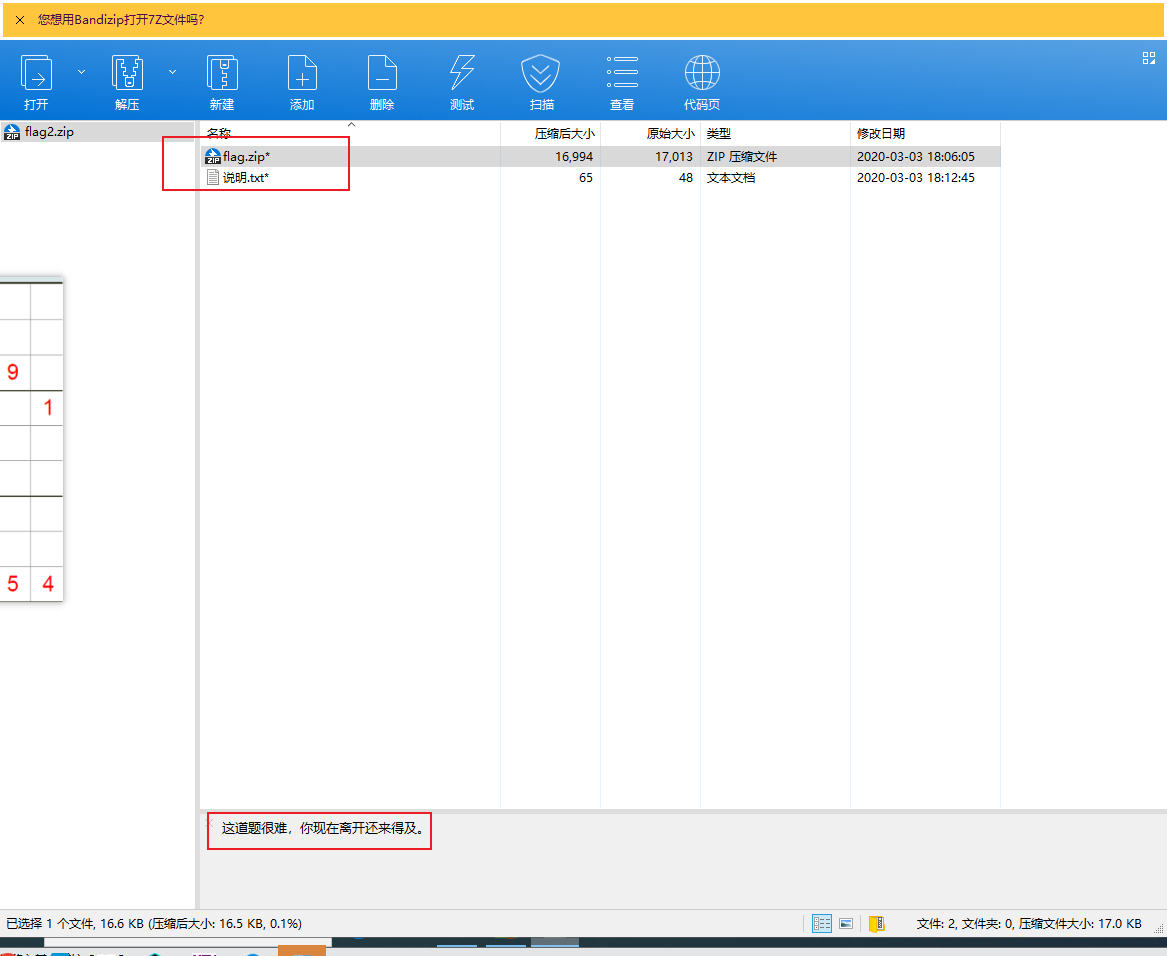 您想用Bandizip打开7Z文件吗?
打开 解压 新建 添加 删除 测试 扫描 查看 代码页
flag2.zip
名称 压缩后大小 原始大小 类型 修改日期
flag.zip* 16,994 17,013 ZIP 压缩文件 2020-03-03 18:06:05
说明.txt* 65 48 文本文档 2020-03-03 18:12:45
9
1
5 4
这道题很难，你现在离开还来得及。
已选择 1 个文件, 16.6 KB (压缩后大小: 16.5 KB, 0.1%) 文件: 2, 文件夹: 0, 压缩文件大小: 17.0 KB